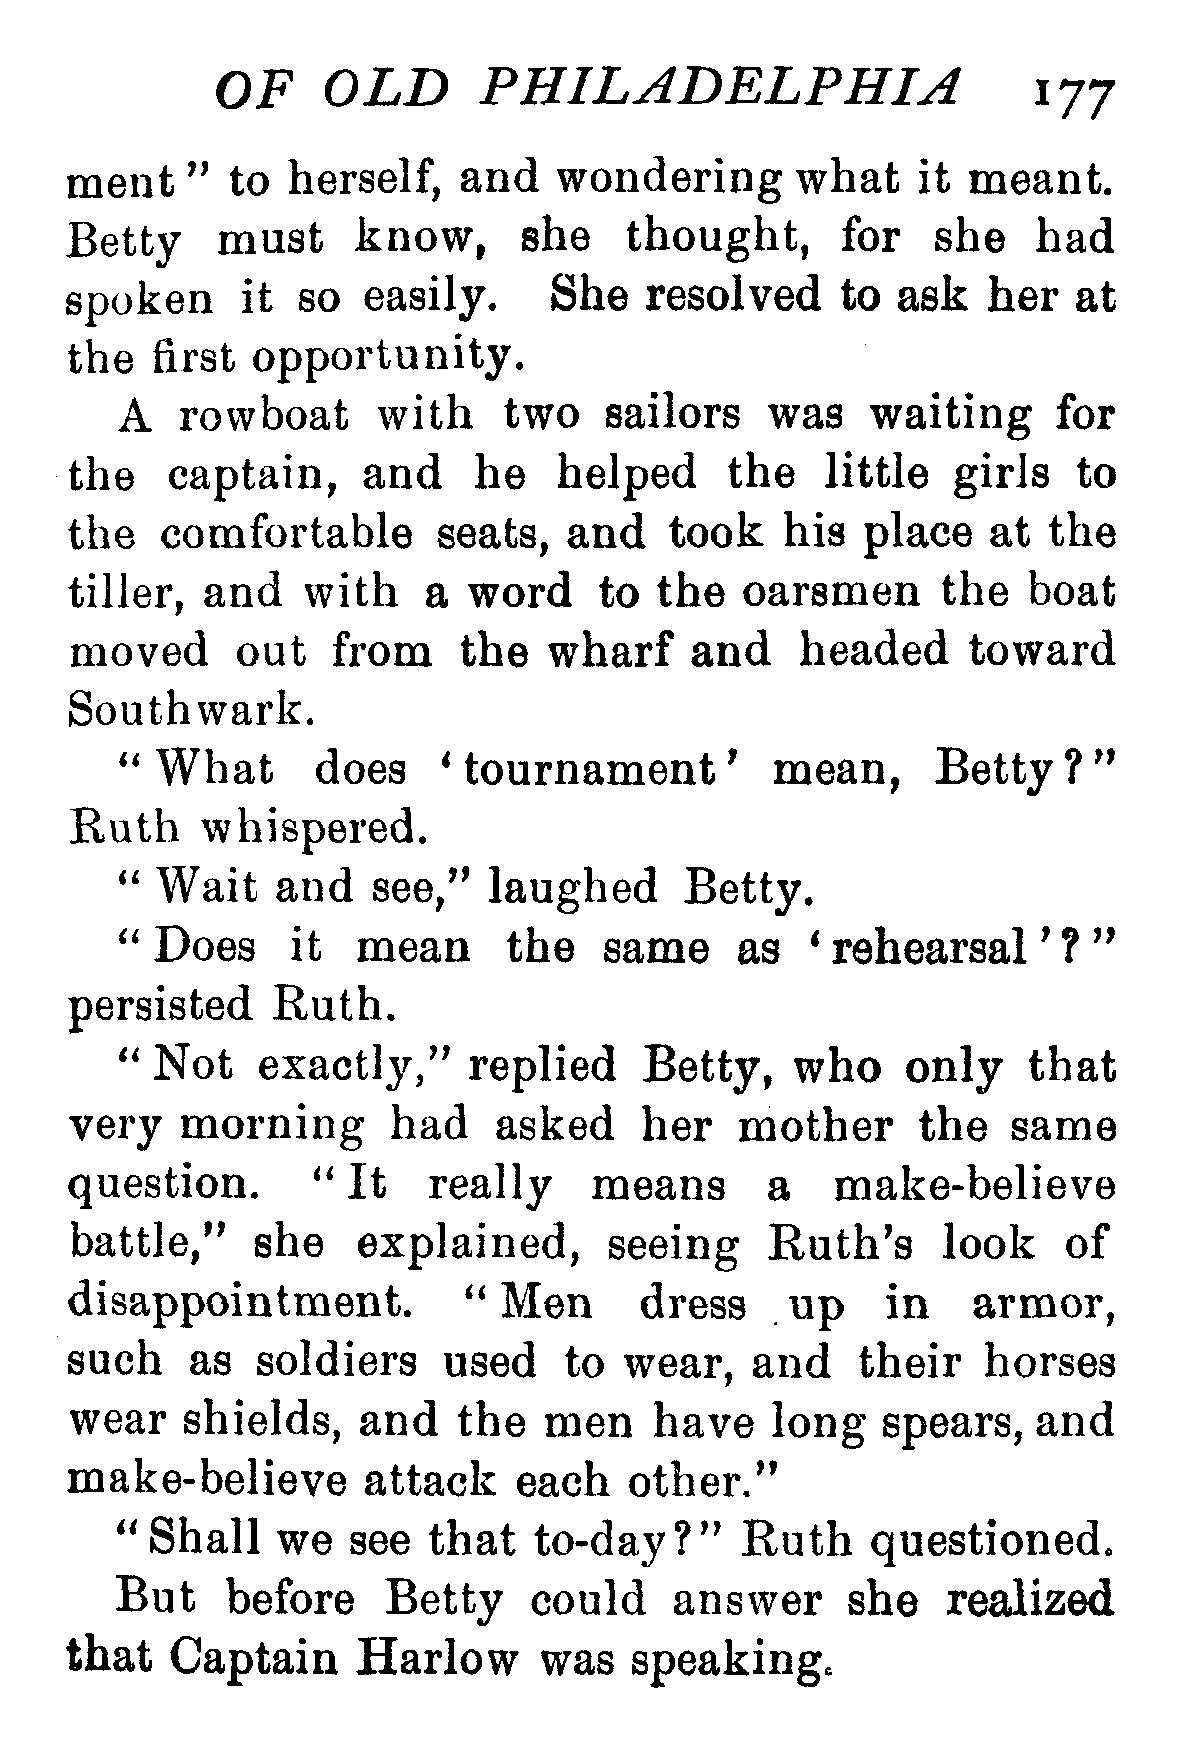 OF OLD PHILADELPHIA 177
ment" to herself, and wondering what it meant.
Betty must know, she thought, for she had
spoken it so easily. She resolved to ask her at
the first opportunity.
A rowboat with two sailors was waiting for
the captain, and he helped the little girls to
the comfortable seats, and took his place at the
tiller, and with a word to the oarsmen the boat
moved out from the wharf and headed toward
Southwark.
"What does 'tournament' mean, Betty?"
Ruth whispered.
"Wait and see," laughed Betty.
"Does it mean the same as 'rehearsal'?"
persisted Ruth.
"Not exactly," replied Betty, who only that
very morning had asked her mother the same
question. "It really means a make-believe
battle," she explained, seeing Ruth's look of
disappointment. "Men dress up in armor,
such as soldiers used to wear, and their horses
wear shields, and the men have long spears, and
make-believe attack each other."
"Shall we see that to-day?" Ruth questioned.
But before Betty could answer she realized
that Captain Harlow was speaking.